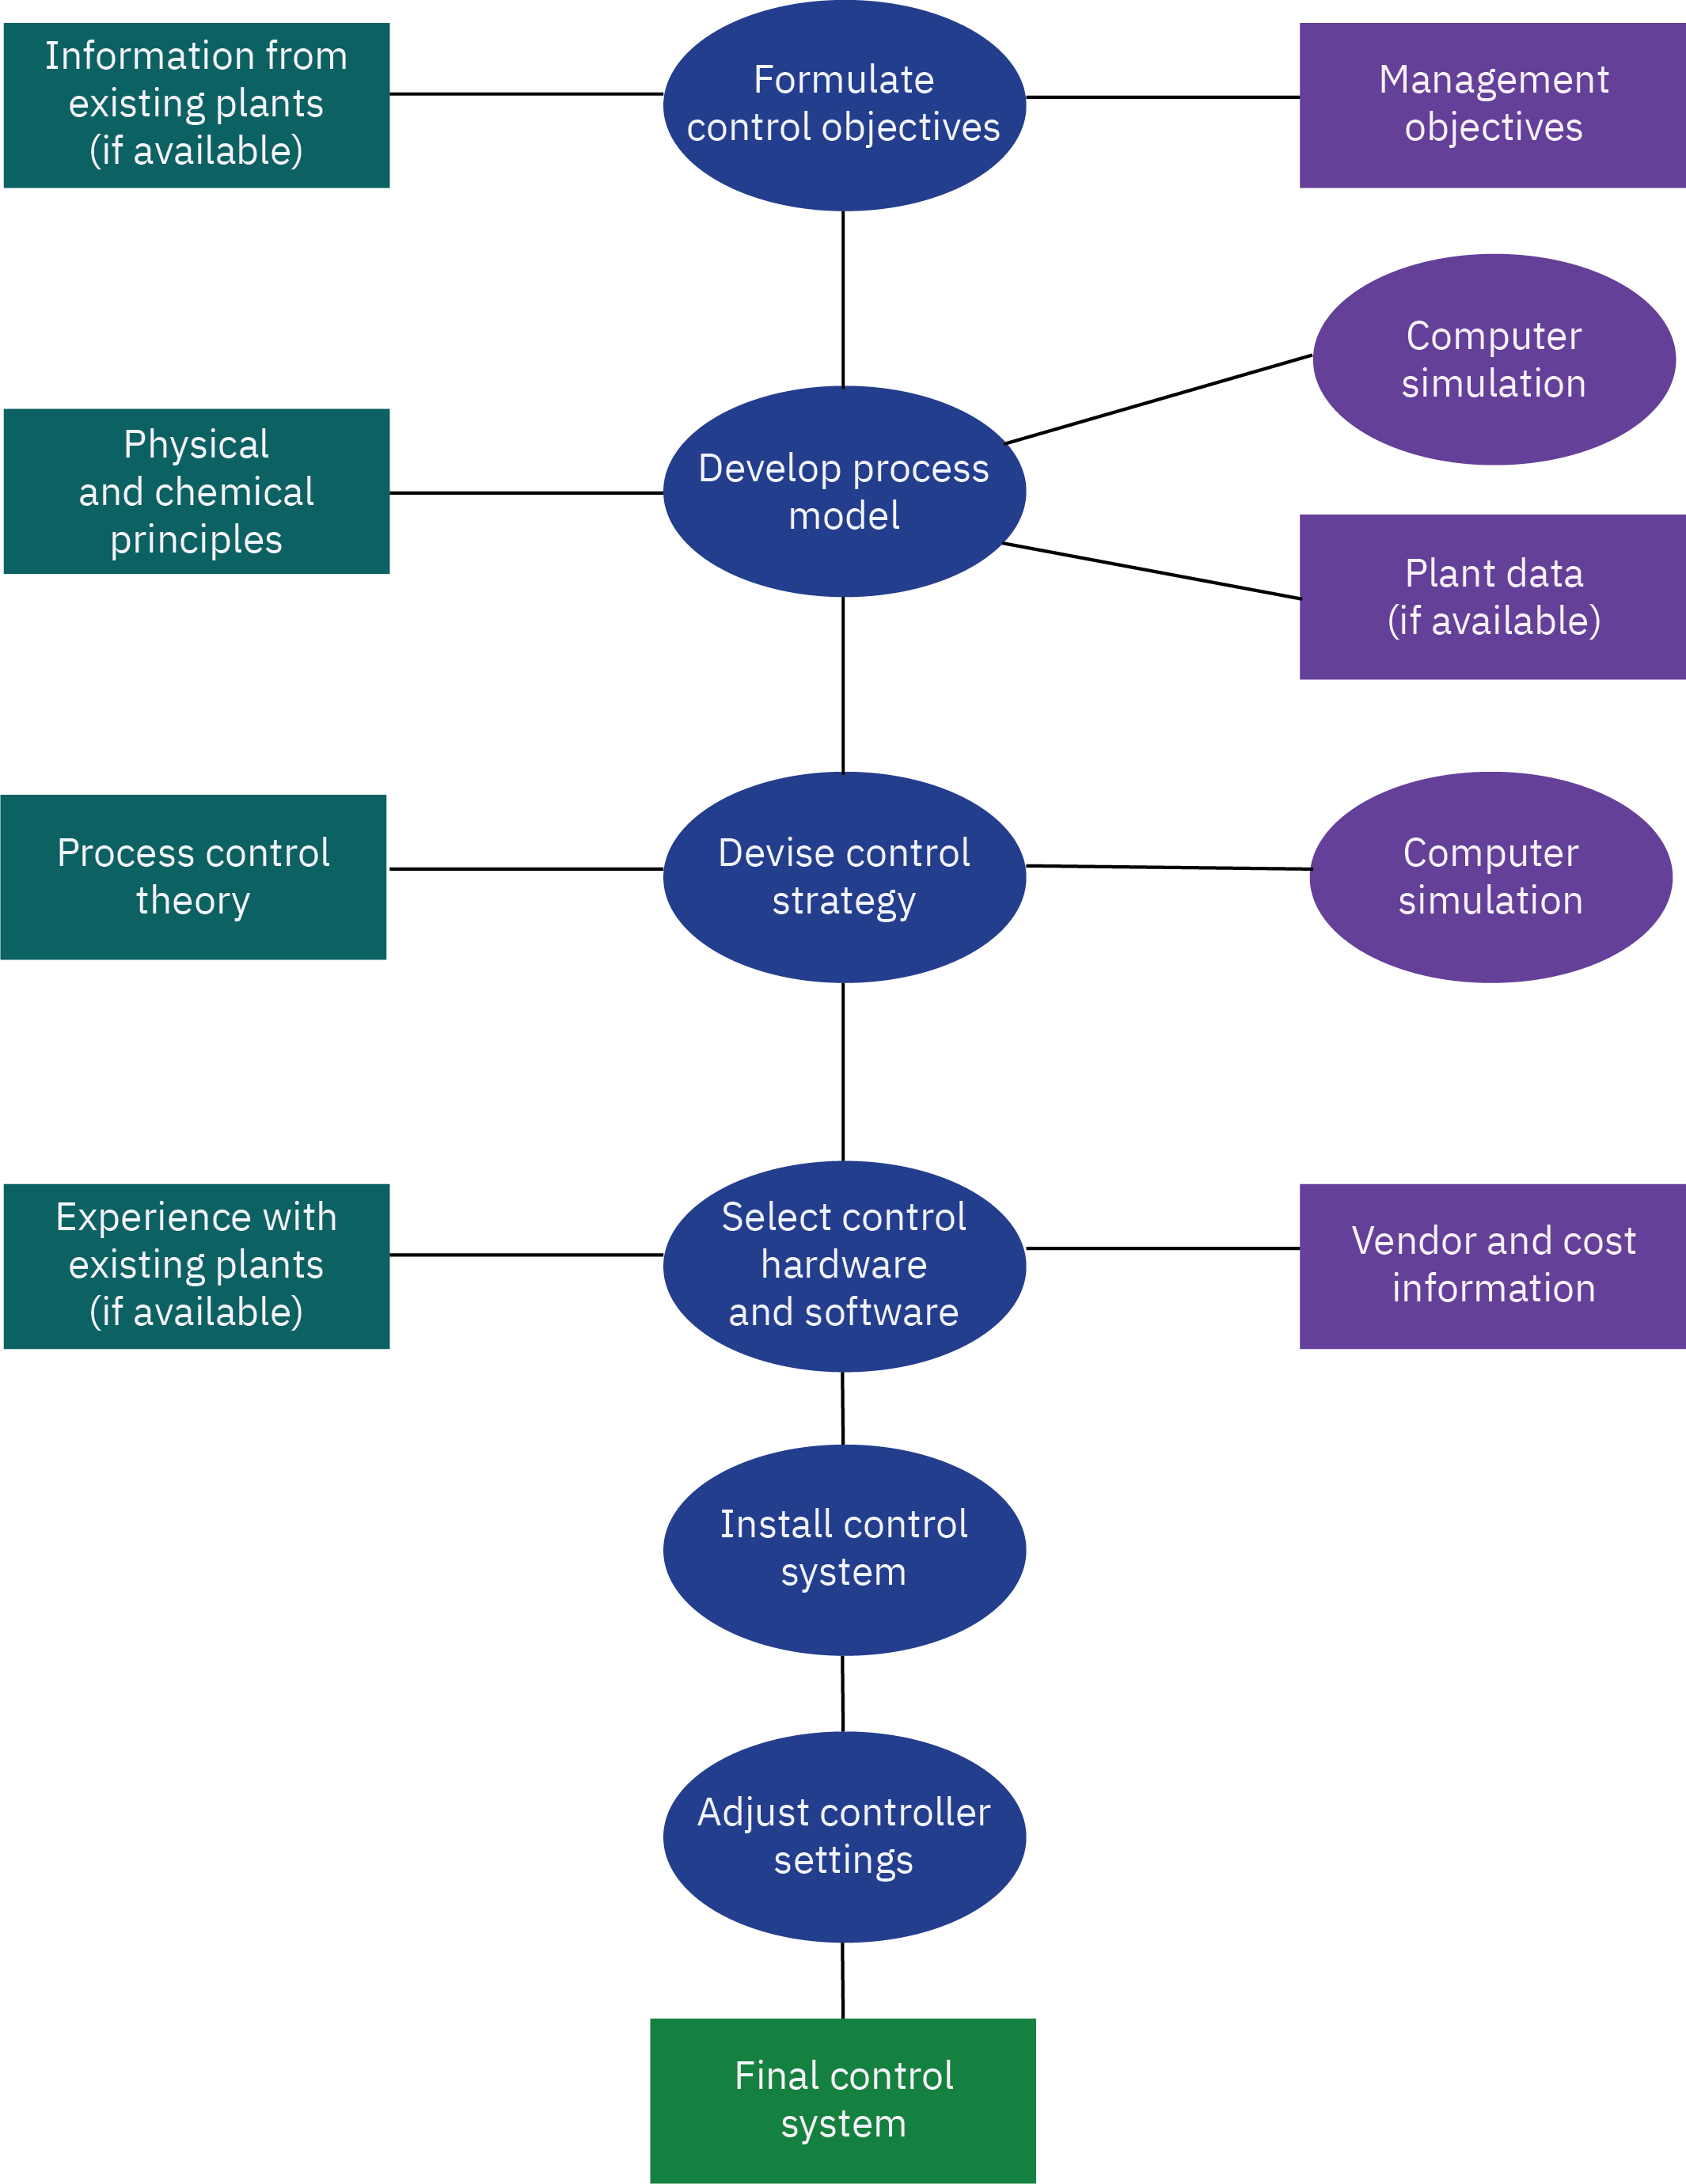 Information from
existing plants
(if available)
Formulate
control objectives
Management
objectives
Computer
simulation
Physical
and chemical
principles
Develop process
model
Plant data
(if available)
Process control
theory
Devise control
strategy
Computer
simulation
Experience with
existing plants
(if available)
Select control
hardware
and software
Vendor and cost
information
Install control
system
Adjust controller
settings
Final control
system